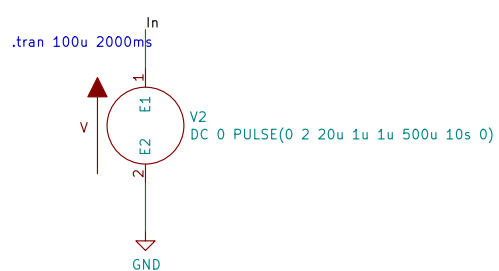 In
.tran 100u 2000ms
1
E1
V
V2
DC 0 PULSE(0 2 20u 1u 1u 500u 10s 0)
E2
2
GND